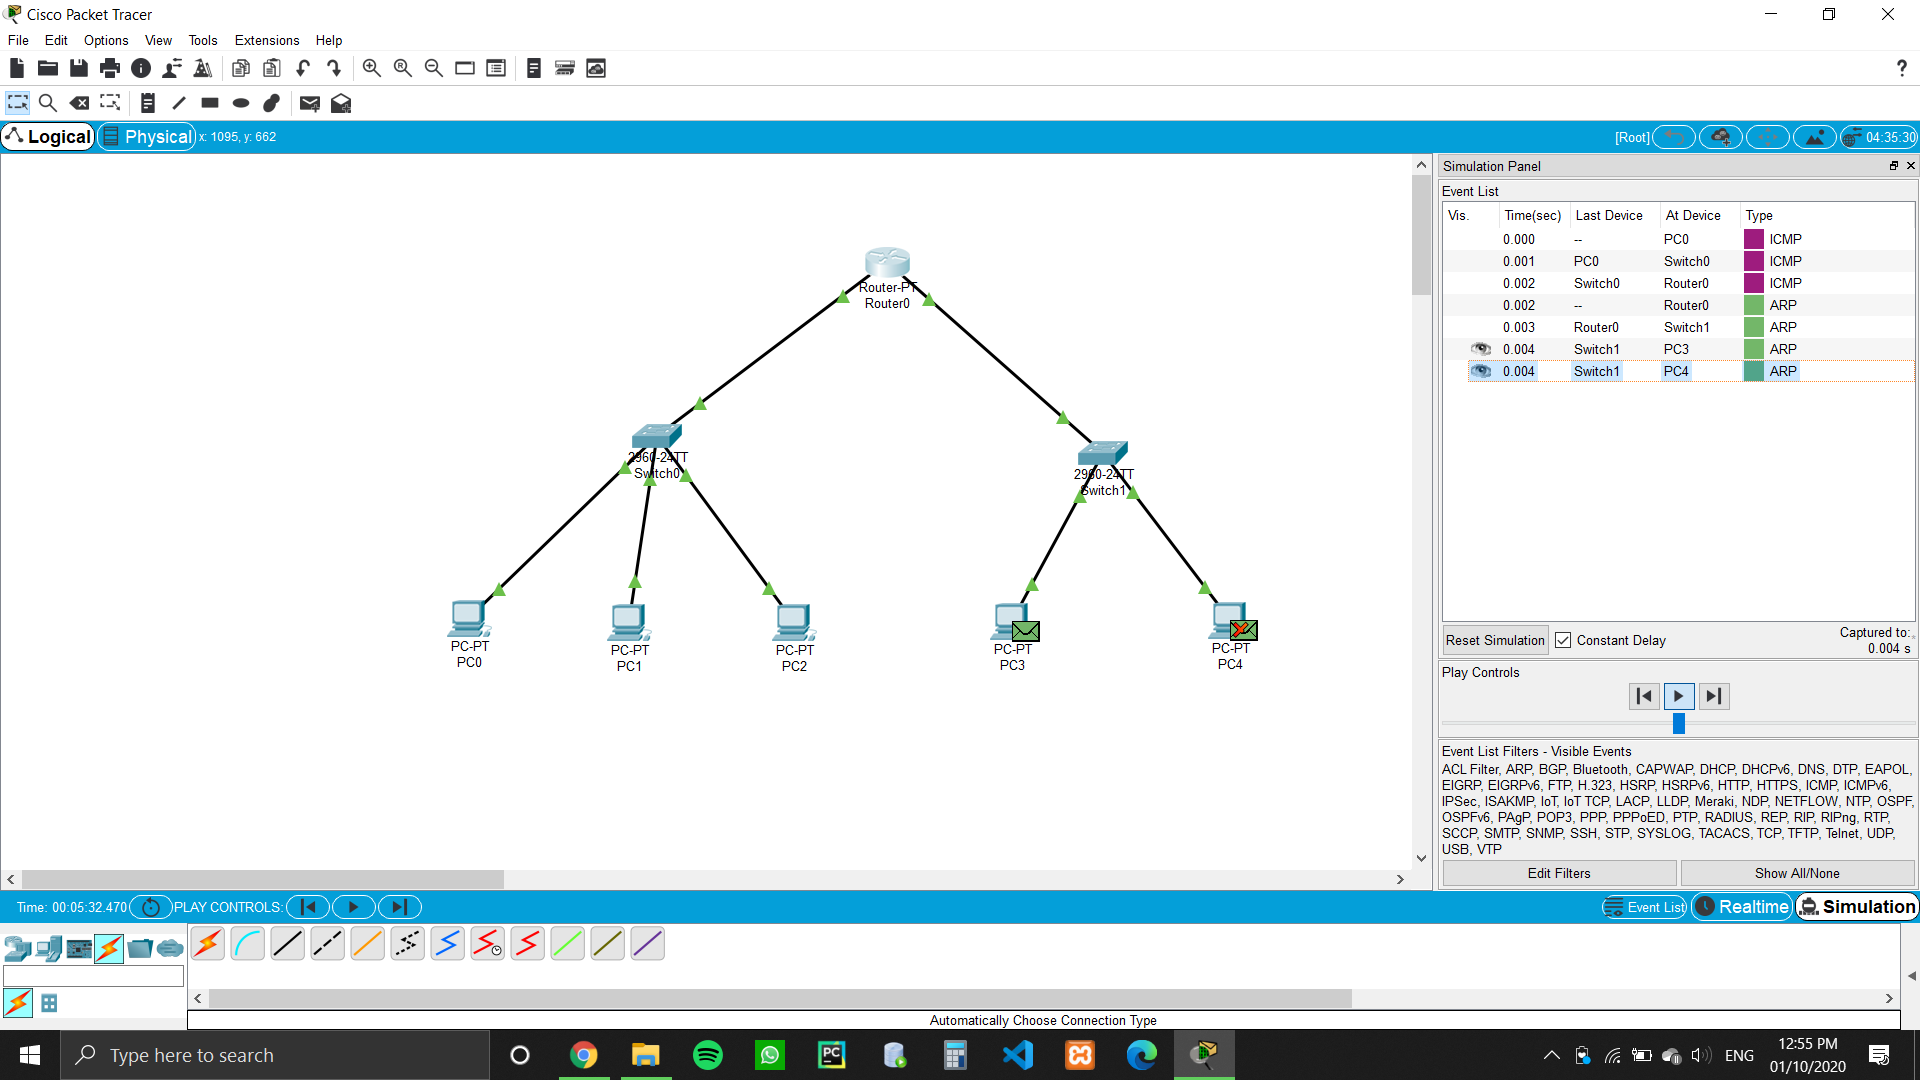 Cisco Packet Tracer
File Edit Options View Tools Extensions Help
Logical Physical x: 1095, y: 662 [Root] 04:35:30
Simulation Panel
Event List
Vis. Time(sec) Last Device At Device Type
0.000 -- PC0 ICMP
0.001 PC0 Switch0 ICMP
0.002 Switch0 Router0 ICMP
0.002 -- Router0 ARP
0.003 Router0 Switch1 ARP
0.004 Switch1 PC3 ARP
0.004 Switch1 PC4 ARP
Router-PT
Router0
2960-24TT
Switch0
2960-24TT
Switch1
PC-PT
PC0
PC-PT
PC1
PC-PT
PC2
PC-PT
PC3
PC-PT
PC4
Reset Simulation Constant Delay Captured to:
0.004 s
Play Controls
Event List Filters - Visible Events
ACL Filter, ARP, BGP, Bluetooth, CAPWAP, DHCP, DHCPv6, DNS, DTP, EAPOL,
EIGRP, EIGRPv6, FTP, H.323, HSRP, HSRPv6, HTTP, HTTPS, ICMP, ICMPv6,
IPSec, ISAKMP, IoT, IoT TCP, LACP, LLDP, Meraki, NDP, NETFLOW, NTP, OSPF,
OSPFv6, PAgP, POP3, PPP, PPPoED, PTP, RADIUS, REP, RIP, RIPng, RTP,
SCCP, SMTP, SNMP, SSH, STP, SYSLOG, TACACS, TCP, TFTP, Telnet, UDP,
USB, VTP
Edit Filters Show All/None
Time: 00:05:32.470 PLAY CONTROLS: Event List Realtime Simulation
Automatically Choose Connection Type
Type here to search
ENG
12:55 PM
01/10/2020